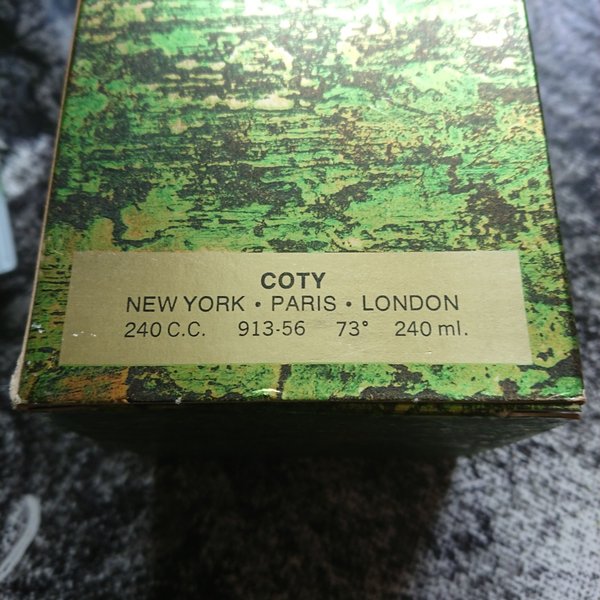 COTY
NEW YORK • PARIS • LONDON
240 C.C. 913-56 73° 240 ml.